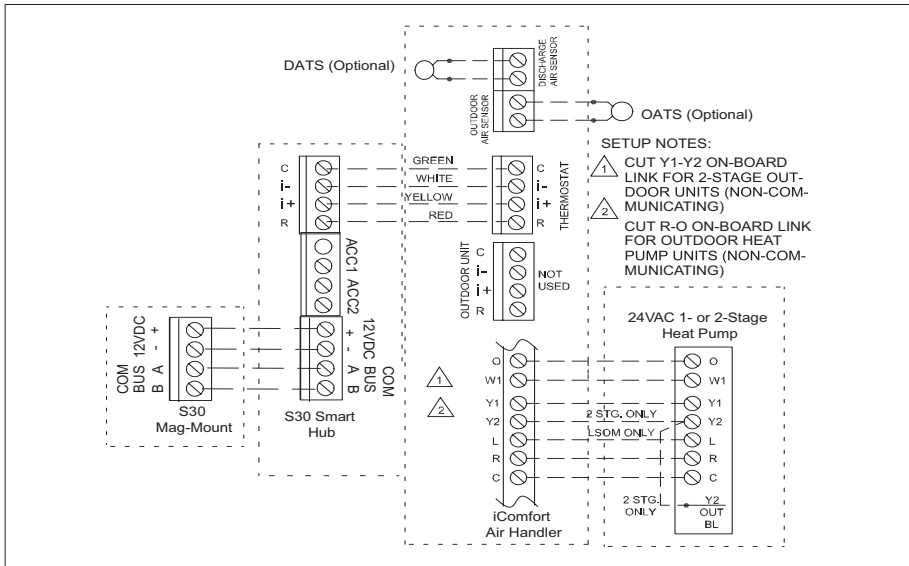 DATS (Optional)
DISCHARGE
AIR SENSOR
OUTDOOR
AIR SENSOR
OATS (Optional)
SETUP NOTES:
1
CUT Y1-Y2 ON-BOARD
LINK FOR 2-STAGE OUT-
DOOR UNITS (NON-COM-
MUNICATING)
2
CUT R-O ON-BOARD LINK
FOR OUTDOOR HEAT
PUMP UNITS (NON-COM-
MUNICATING)
C
i-
i+
R
GREEN
WHITE
YELLOW
RED
C
i-
i+
R
THERMOSTAT
ACC1 ACC2
OUTDOOR UNIT
C
i-
i+
R
NOT
USED
COM
BUS 12VDC
B A - +
S30
Mag-Mount
+
-
A
B
12VDC
BUS
COM
S30 Smart
Hub
1
2
O
W1
Y1
Y2
L
R
C
2 STG. ONLY
LSOM ONLY
2 STG.
ONLY
iComfort
Air Handler
24VAC 1- or 2-Stage
Heat Pump
O
W1
Y1
Y2
L
R
C
Y2
OUT
BL